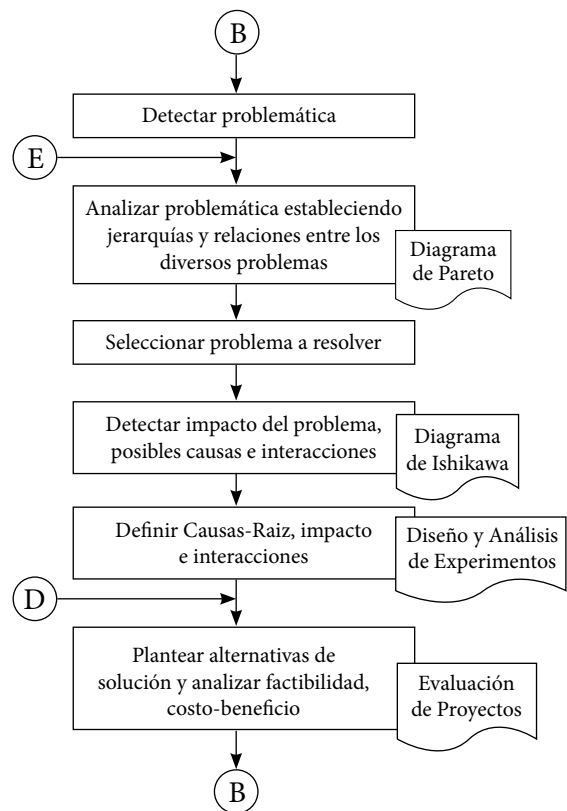 B
Detectar problemática
E
Analizar problemática estableciendo
jerarquías y relaciones entre los
diversos problemas
Diagrama
de Pareto
Seleccionar problema a resolver
Detectar impacto del problema,
posibles causas e interacciones
Diagrama
de Ishikawa
Definir Causas-Raiz, impacto
e interacciones
Diseño y Análisis
de Experimentos
D
Plantear alternativas de
solución y analizar factibilidad,
costo-beneficio
Evaluación
de Proyectos
B